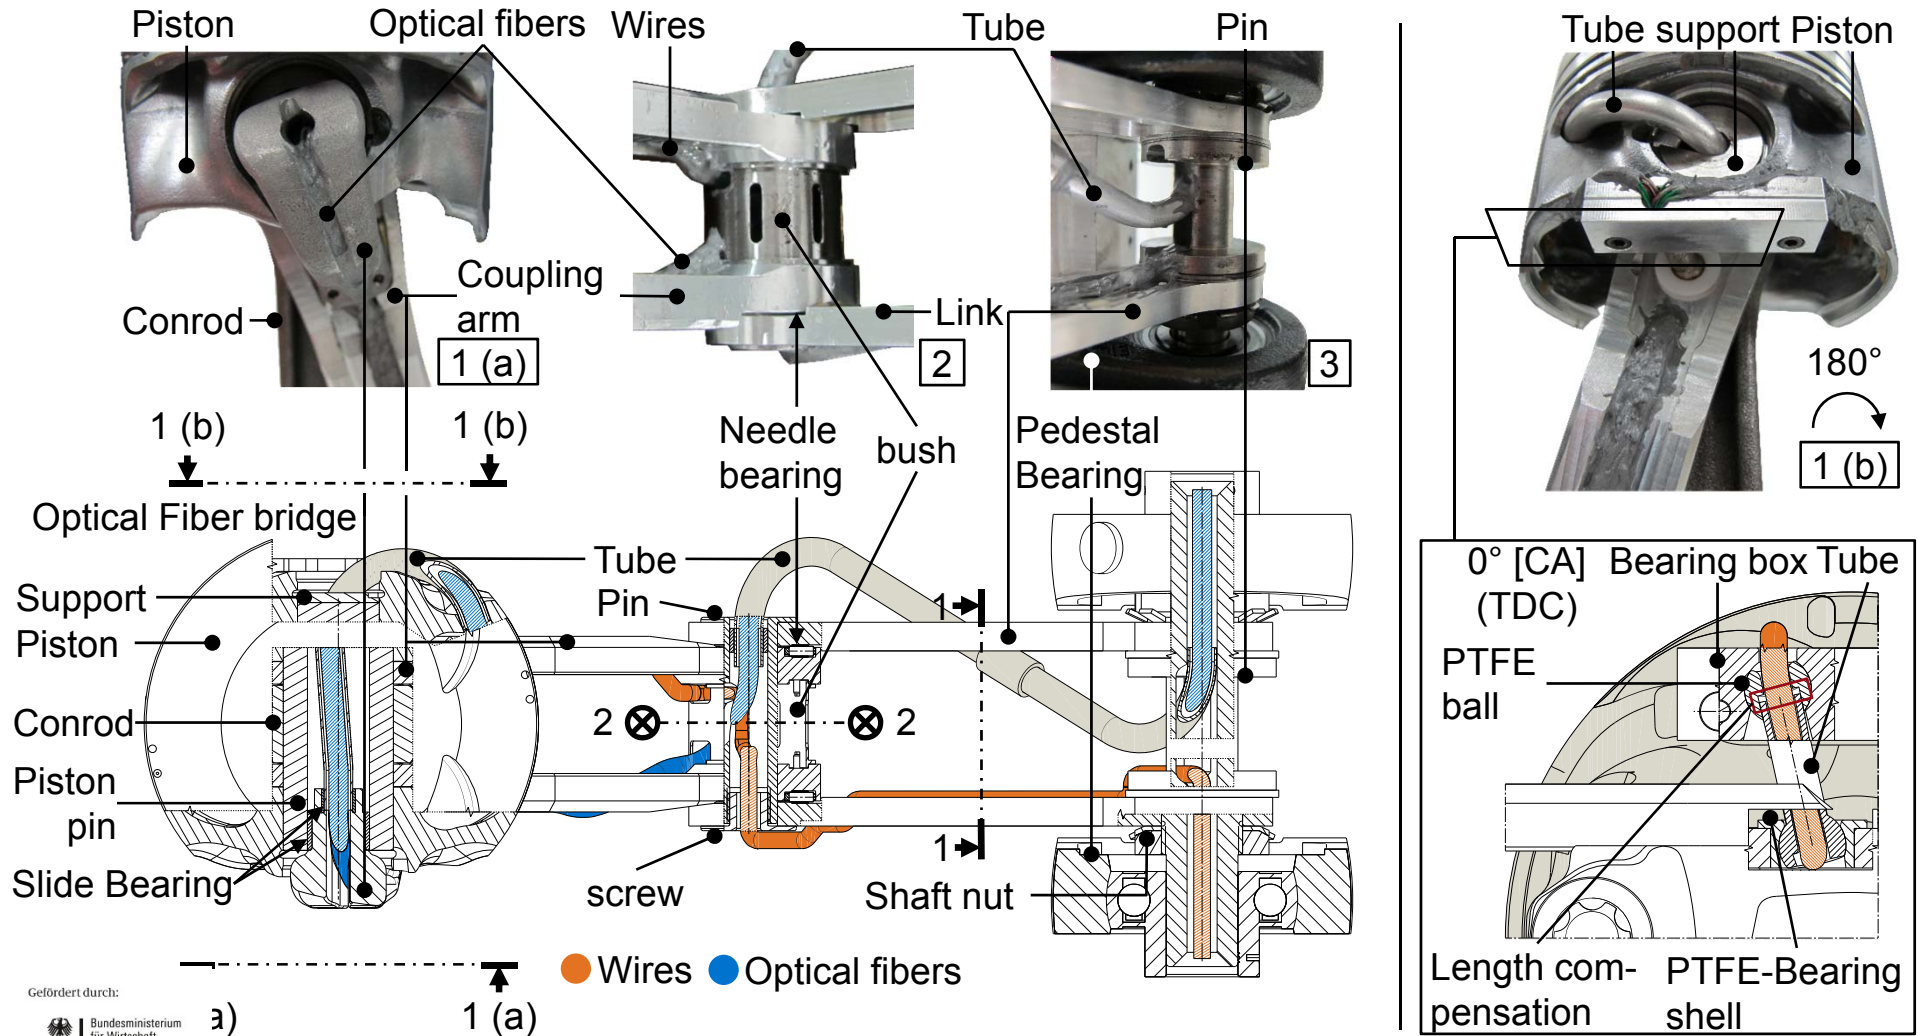 Piston
Optical fibers
Wires
Tube
Pin
Tube support
Piston
Coupling
arm
Conrod
1 (a)
Link
2
3
180°
1 (b)
1 (b)
1 (b)
Needle
bearing
bush
Pedestal
Bearing
Optical Fiber bridge
Tube
Pin
Support
Piston
1
Conrod
2
2
Piston
pin
1
Slide Bearing
screw
Shaft nut
0° [CA]
(TDC)
Bearing box
Tube
PTFE
ball
Length com-
pensation
PTFE-Bearing
shell
Wires
Optical fibers
Gefördert durch:
Bundesministerium
für Wirtschaft
a)
1 (a)